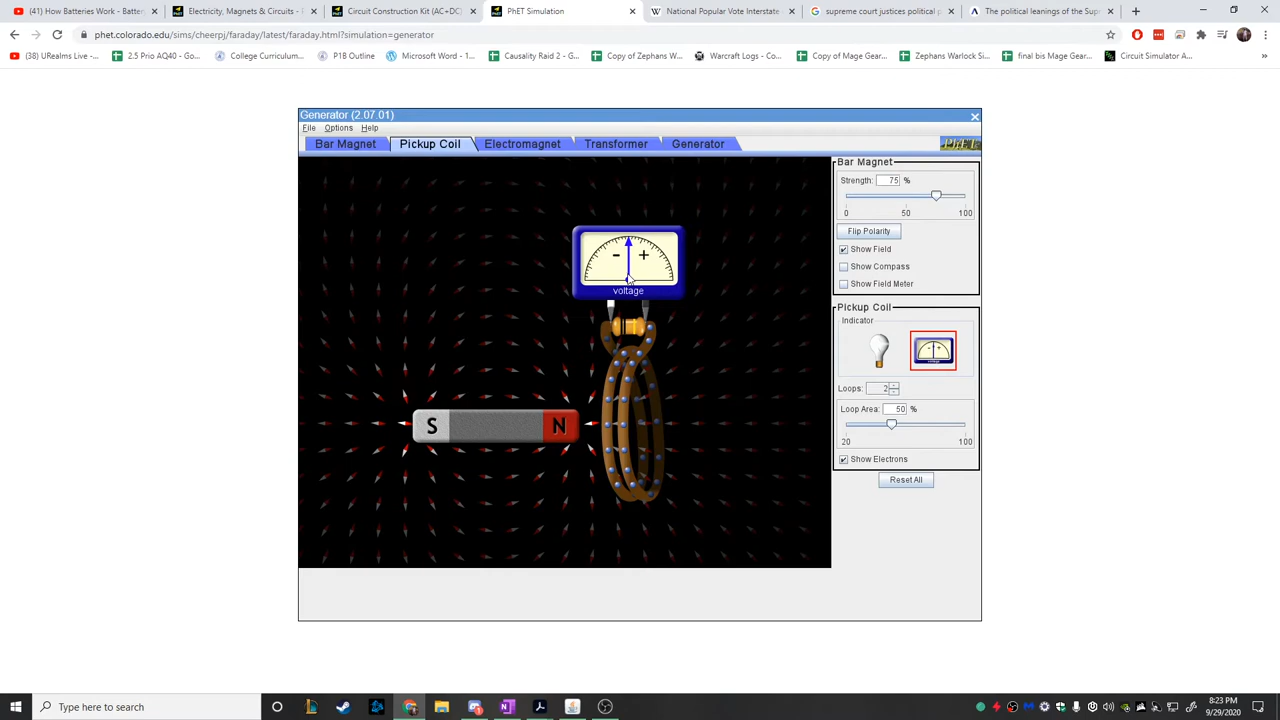 (41) How Batteries Work - Batter
Electricity, Magnets & Circuits -
Circuit Construction Kit (AC+DC)
PhET Simulation
National Popular Vote Interstate
supreme court justices political p
The political leanings of the Supr
phet.colorado.edu/sims/cheerpj/faraday/latest/faraday.html?simulation=generator
(38) URealms Live -...
2.5 Prio AQ40 - Go...
College Curriculum...
P18 Outline
Microsoft Word - 1...
Causality Raid 2 - G...
Copy of Zephans W...
Warcraft Logs - Co...
Copy of Mage Gear...
Zephans Warlock Si...
final bis Mage Gear...
Circuit Simulator A...
Generator (2.07.01)
File Options Help
Bar Magnet Pickup Coil Electromagnet Transformer Generator
PhET
Bar Magnet
Strength: 75 %
0 50 100
Flip Polarity
Show Field
Show Compass
Show Field Meter
- +
voltage
S N
Pickup Coil
Indicator
Loops: 2
Loop Area: 50 %
20 100
Show Electrons
Reset All
Type here to search
8:23 PM
9/29/2020